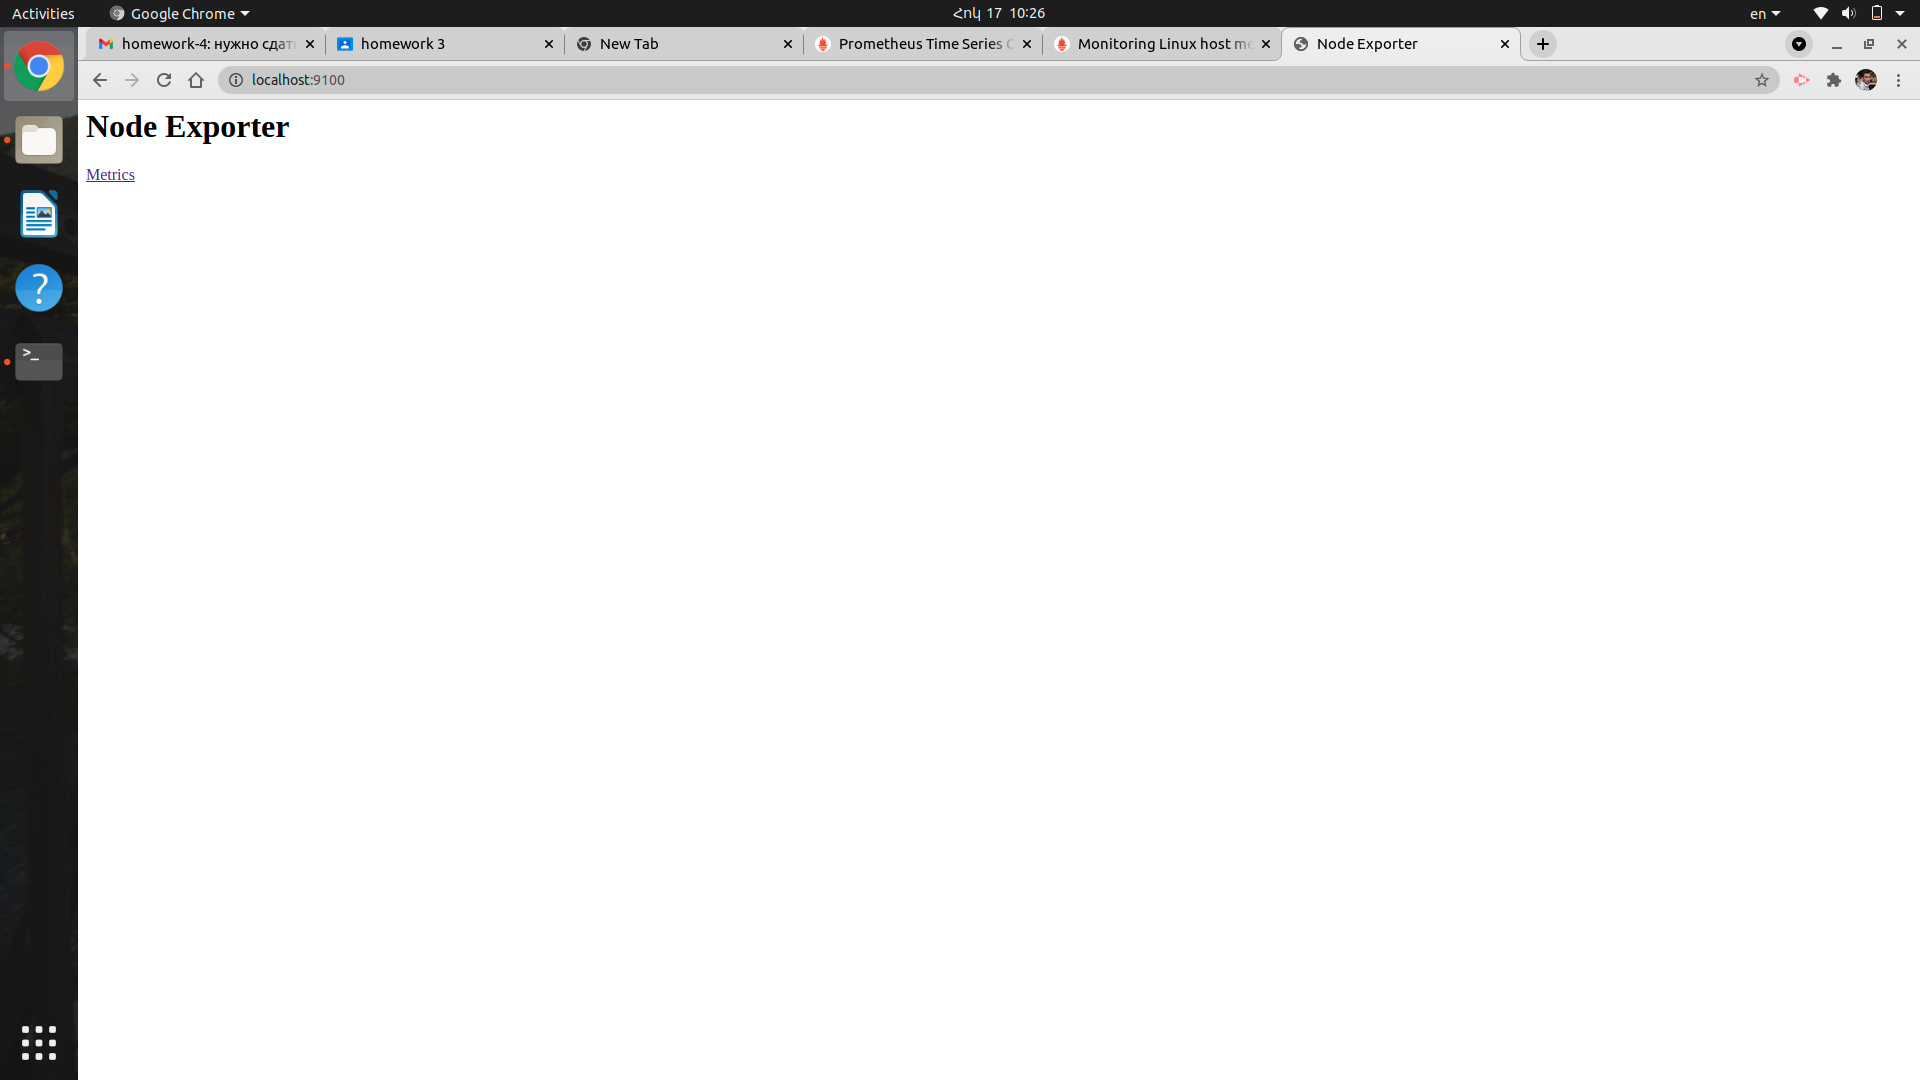 Activities Google Chrome Հոկ 17 10:26 en
homework-4: нужно сдать homework 3 New Tab Prometheus Time Series C Monitoring Linux host me Node Exporter
localhost:9100
Node Exporter
Metrics